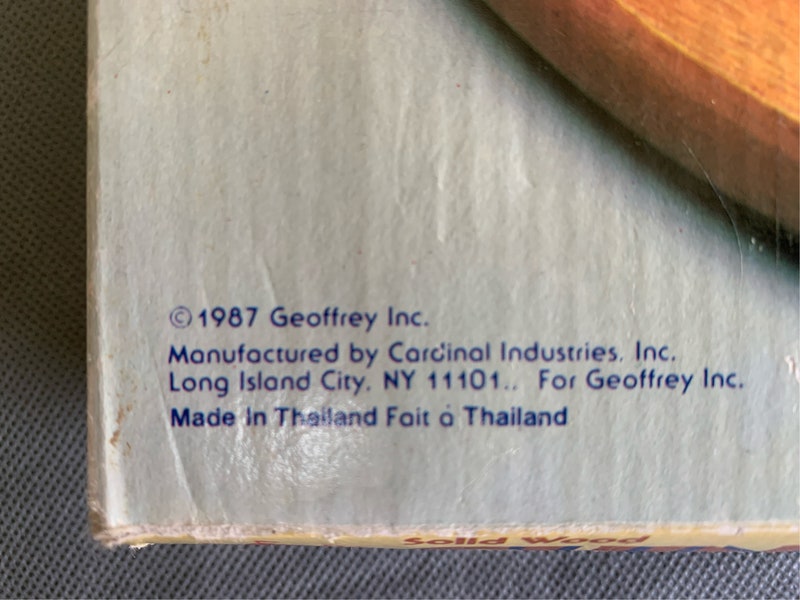 ©1987 Geoffrey Inc.
Manufactured by Cardinal Industries, Inc.
Long Island City, NY 11101.. For Geoffrey Inc.
Made In Thailand Fait à Thailand
Solid Wood